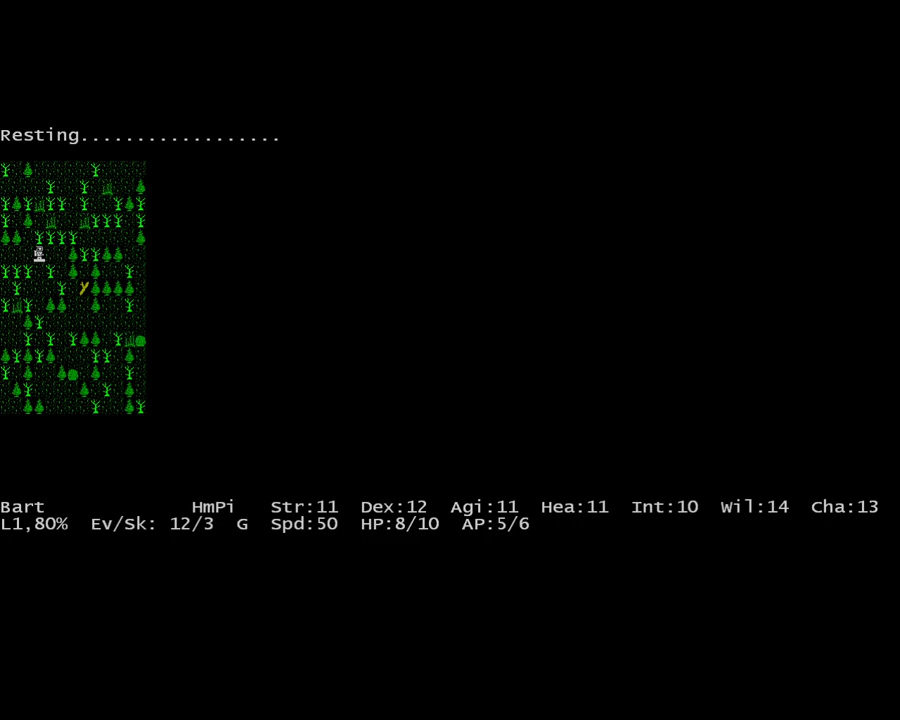 Resting..................
Bart HmPi Str:11 Dex:12 Agi:11 Hea:11 Int:10 Wil:14 Cha:13
L1,80% Ev/Sk: 12/3 G Spd:50 HP:8/10 AP:5/6